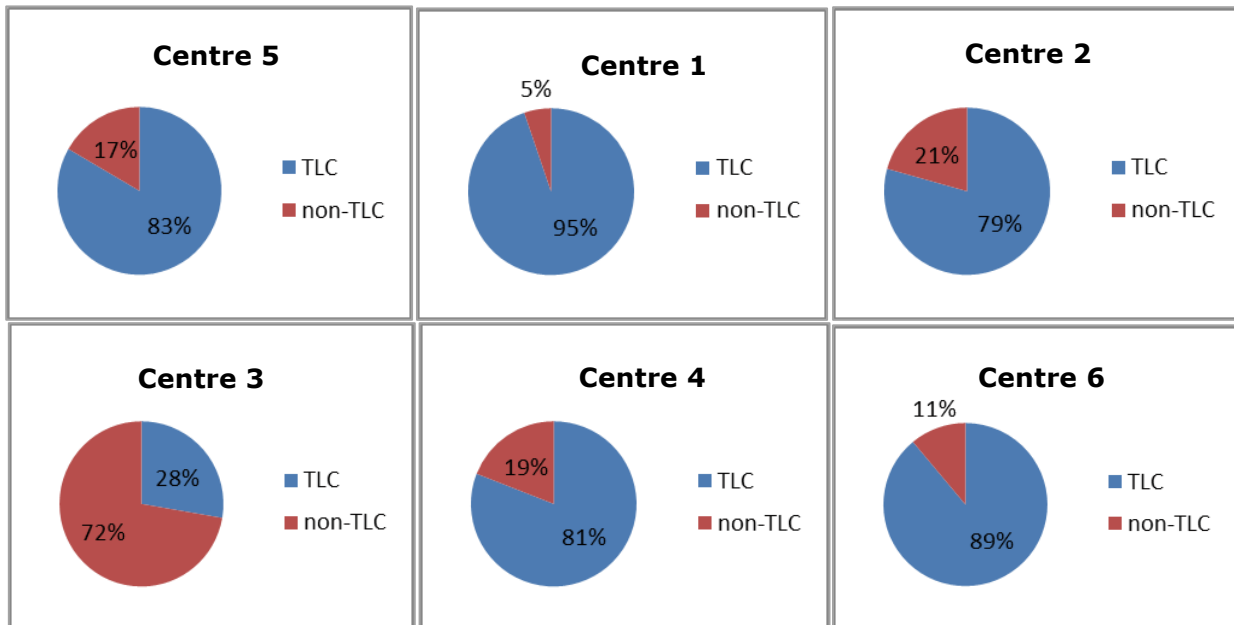 Centre 5
17%
83%
TLC
non-TLC
Centre 1
5%
95%
TLC
non-TLC
Centre 2
21%
79%
TLC
non-TLC
Centre 3
28%
72%
TLC
non-TLC
Centre 4
19%
81%
TLC
non-TLC
Centre 6
11%
89%
TLC
non-TLC